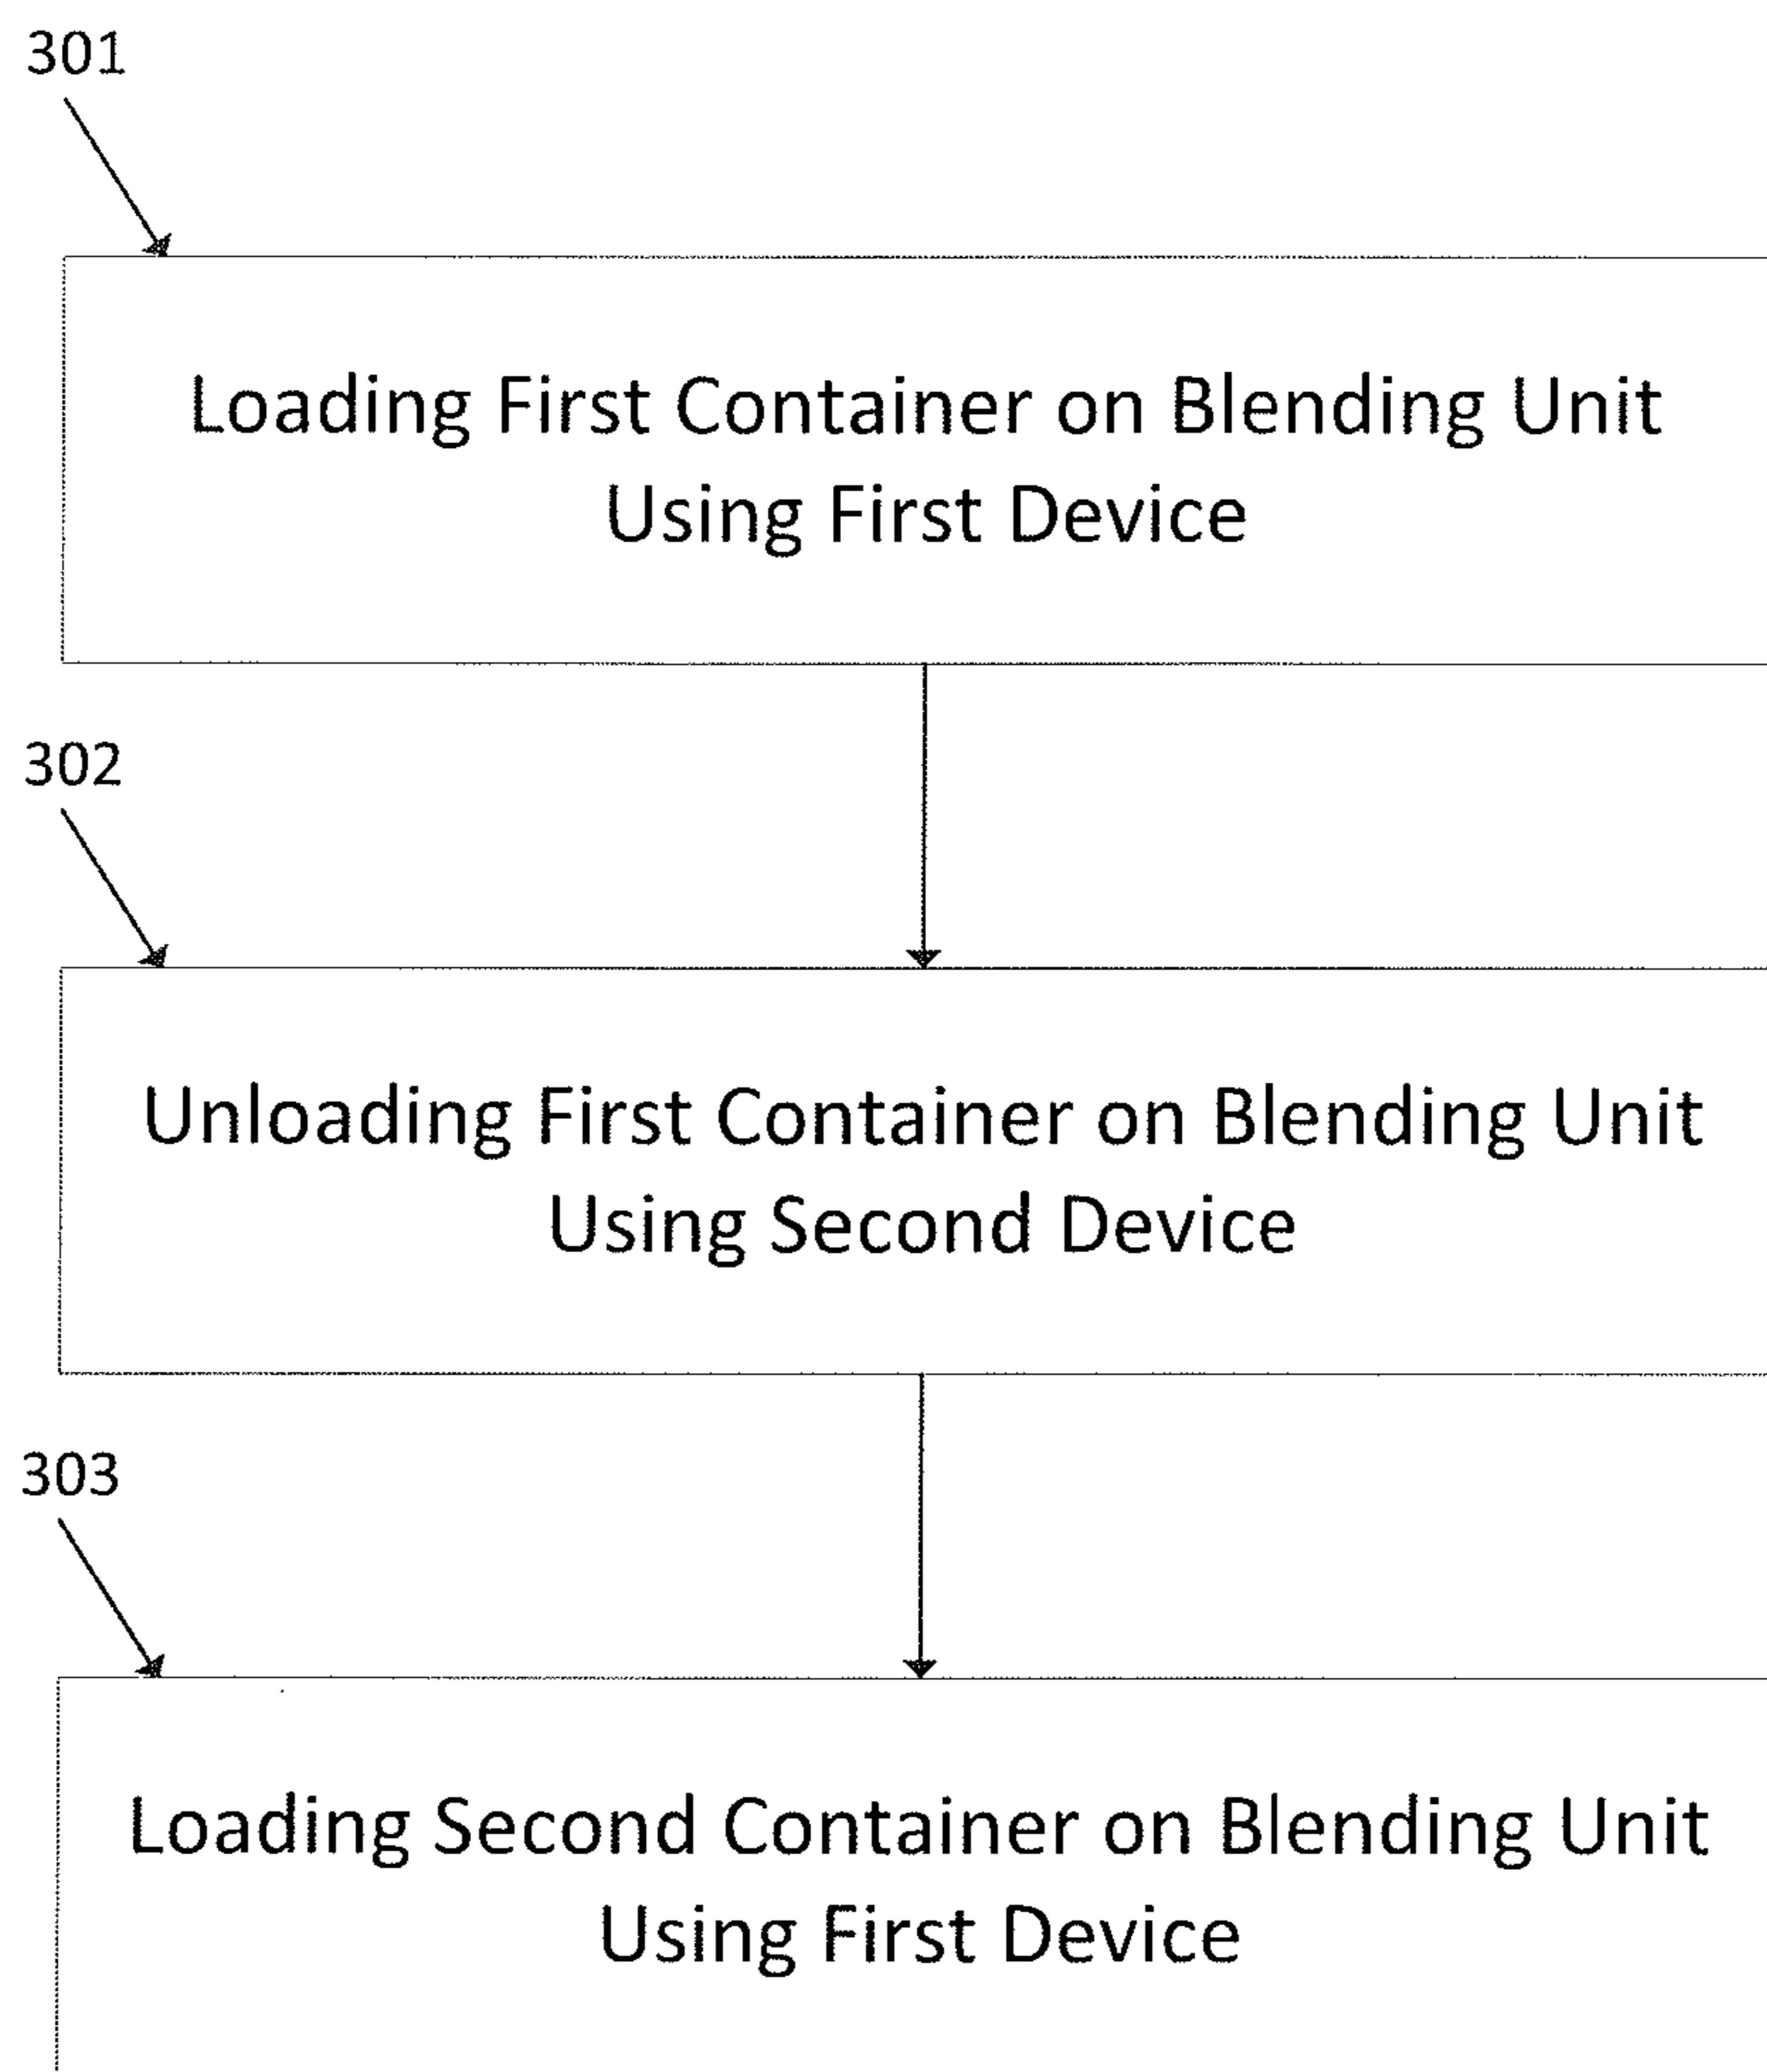 301
Loading First Container on Blending Unit
Using First Device
302
Unloading First Container on Blending Unit
Using Second Device
303
Loading Second Container on Blending Unit
Using First Device